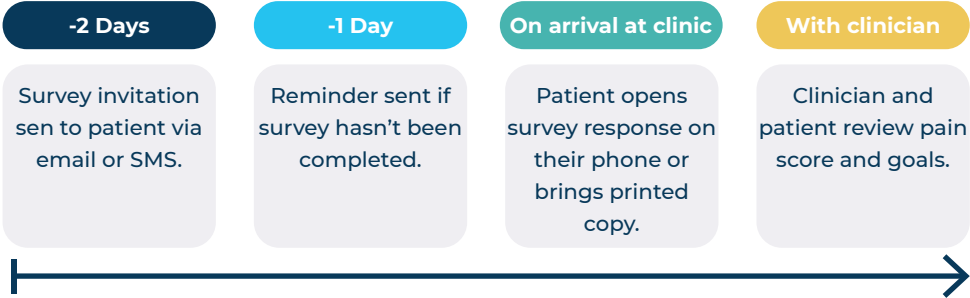 -2 Days
Survey invitation
sen to patient via
email or SMS.
-1 Day
Reminder sent if
survey hasn’t been
completed.
On arrival at clinic
Patient opens
survey response on
their phone or
brings printed
copy.
With clinician
Clinician and
patient review pain
score and goals.